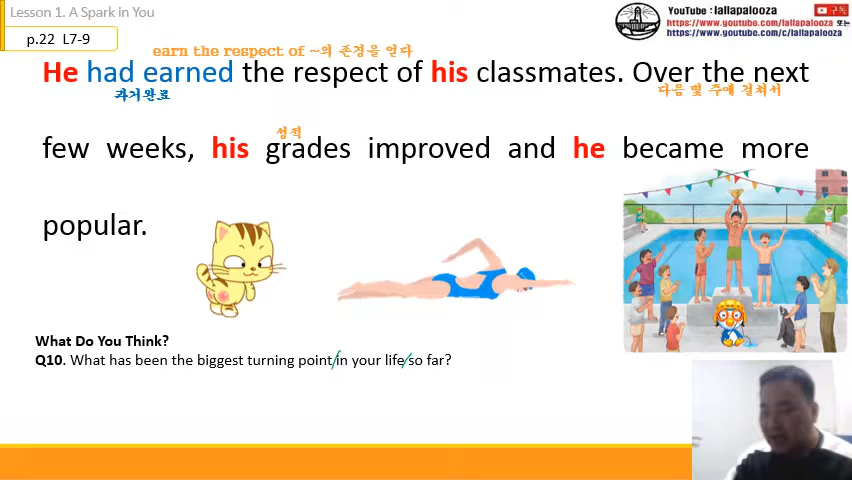 Lesson 1. A Spark in You
p.22 L7-9
YouTube : lallapalooza
구독
https://www.youtube.com/lallapalooza 또는
https://www.youtube.com/c/lallapalooza
earn the respect of ~의 존경을 얻다
He had earned the respect of his classmates. Over the next
과거완료
다음 몇 주에 걸쳐서
성적
few weeks, his grades improved and he became more
popular.
What Do You Think?
Q10. What has been the biggest turning point/in your life/so far?